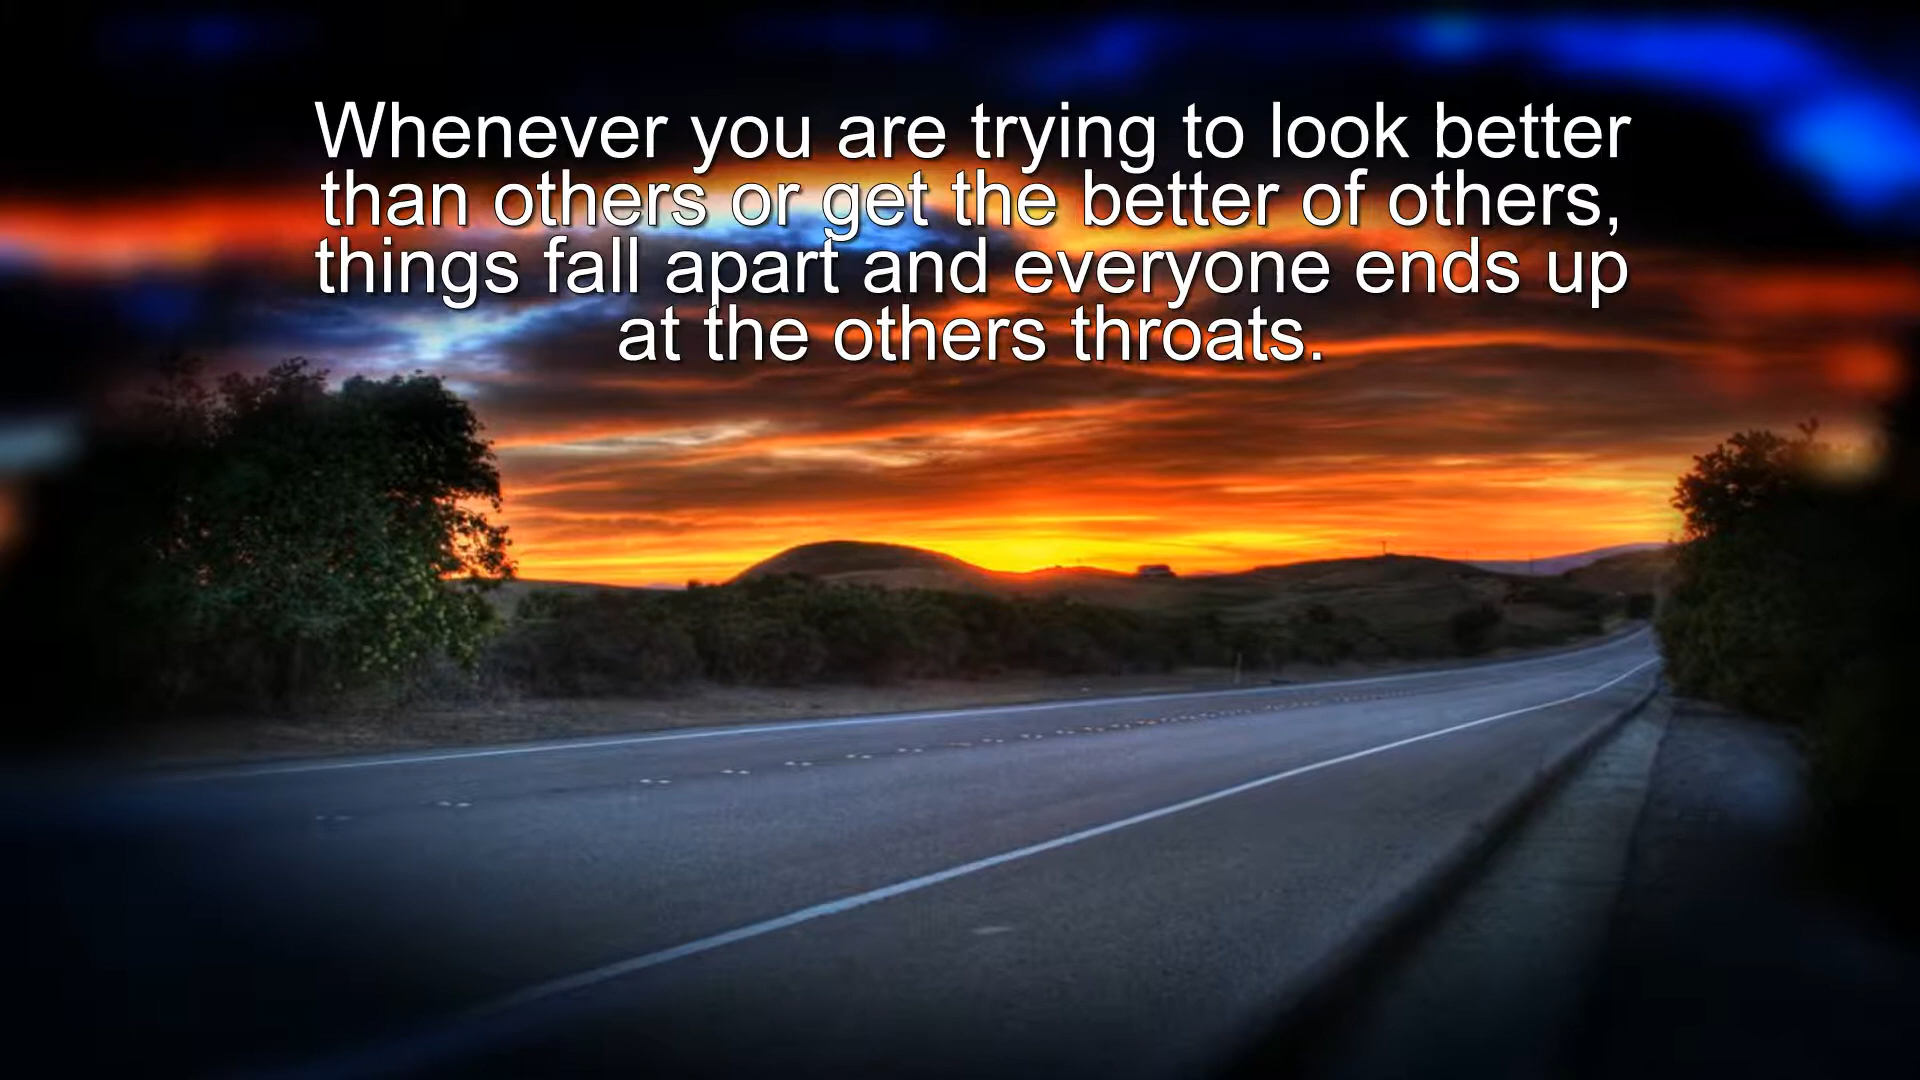 Whenever you are trying to look better
than others or get the better of others,
things fall apart and everyone ends up
at the others throats.